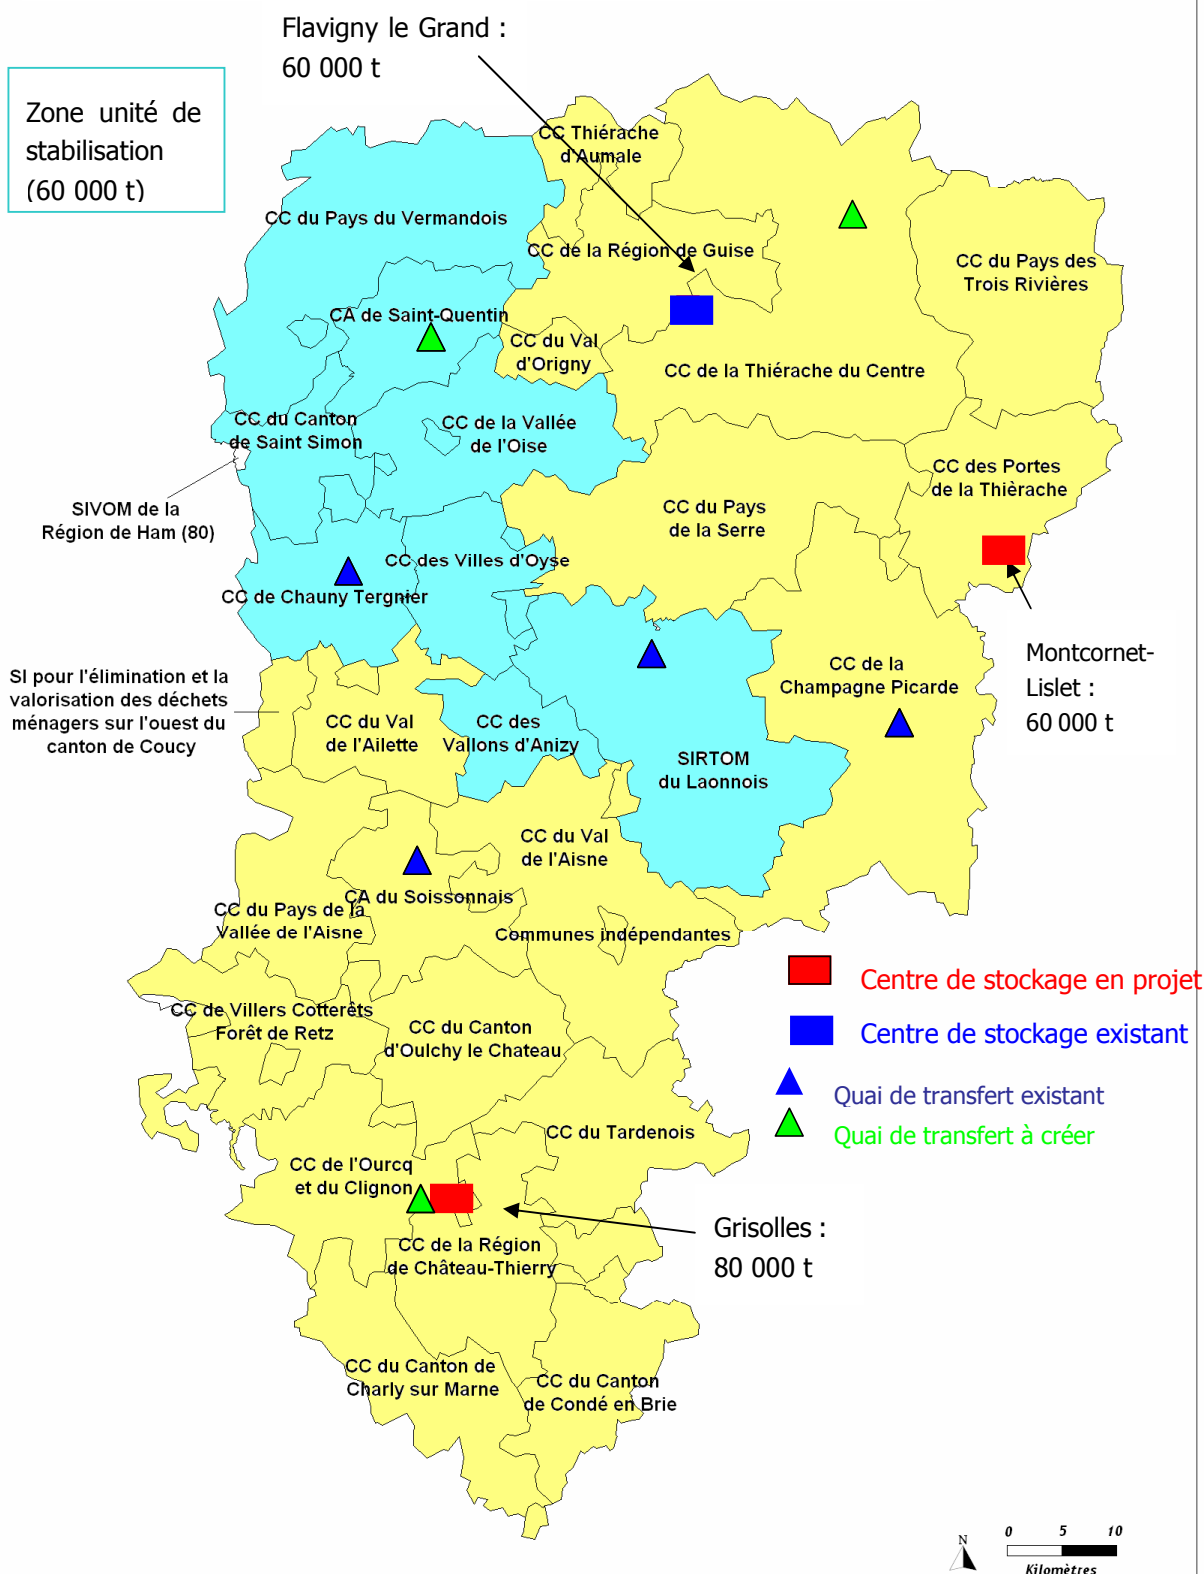 Flavigny le Grand :
60 000 t
Zone unité de
stabilisation
(60 000 t)
CC Thiérache
d'Aumale
CC du Pays du Vermandois
CC de la Région de Guise
CC du Pays des
Trois Rivières
CA de Saint-Quentin
CC du Val
d'Origny
CC de la Thiérache du Centre
CC du Canton
de Saint Simon
CC de la Vallée
de l'Oise
CC des Portes
de la Thièrache
SIVOM de la
Région de Ham (80)
CC du Pays
de la Serre
CC des Villes d'Oyse
CC de Chauny Tergnier
Montcornet-
Lislet :
60 000 t
SI pour l'élimination et la
valorisation des déchets
ménagers sur l'ouest du
canton de Coucy
CC de la
Champagne Picarde
CC du Val
de l'Ailette
CC des
Vallons d'Anizy
SIRTOM
du Laonnois
CC du Val
de l'Aisne
CA du Soissonnais
CC du Pays de la
Vallée de l'Aisne
Communes indépendantes
Centre de stockage en projet
CC de Villers Cotterêts
Forêt de Retz
CC du Canton
d'Oulchy le Chateau
Centre de stockage existant
Quai de transfert existant
Quai de transfert à créer
CC du Tardenois
CC de l'Ourcq
et du Clignon
Grisolles :
80 000 t
CC de la Région
de Château-Thierry
CC du Canton de
Charly sur Marne
CC du Canton
de Condé en Brie
N
0 5 10
Kilomètres